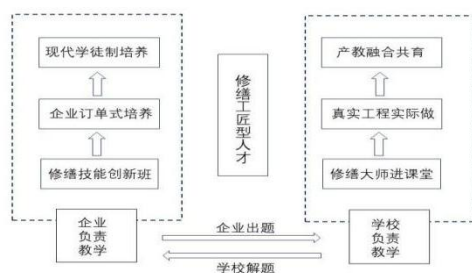 现代学徒制培养
企业订单式培养
修缮技能创新班
企业
负责
教学
修缮工匠型人才
产教融合共育
真实工程实际做
修缮大师进课堂
学校
负责
教学
企业出题
学校解题